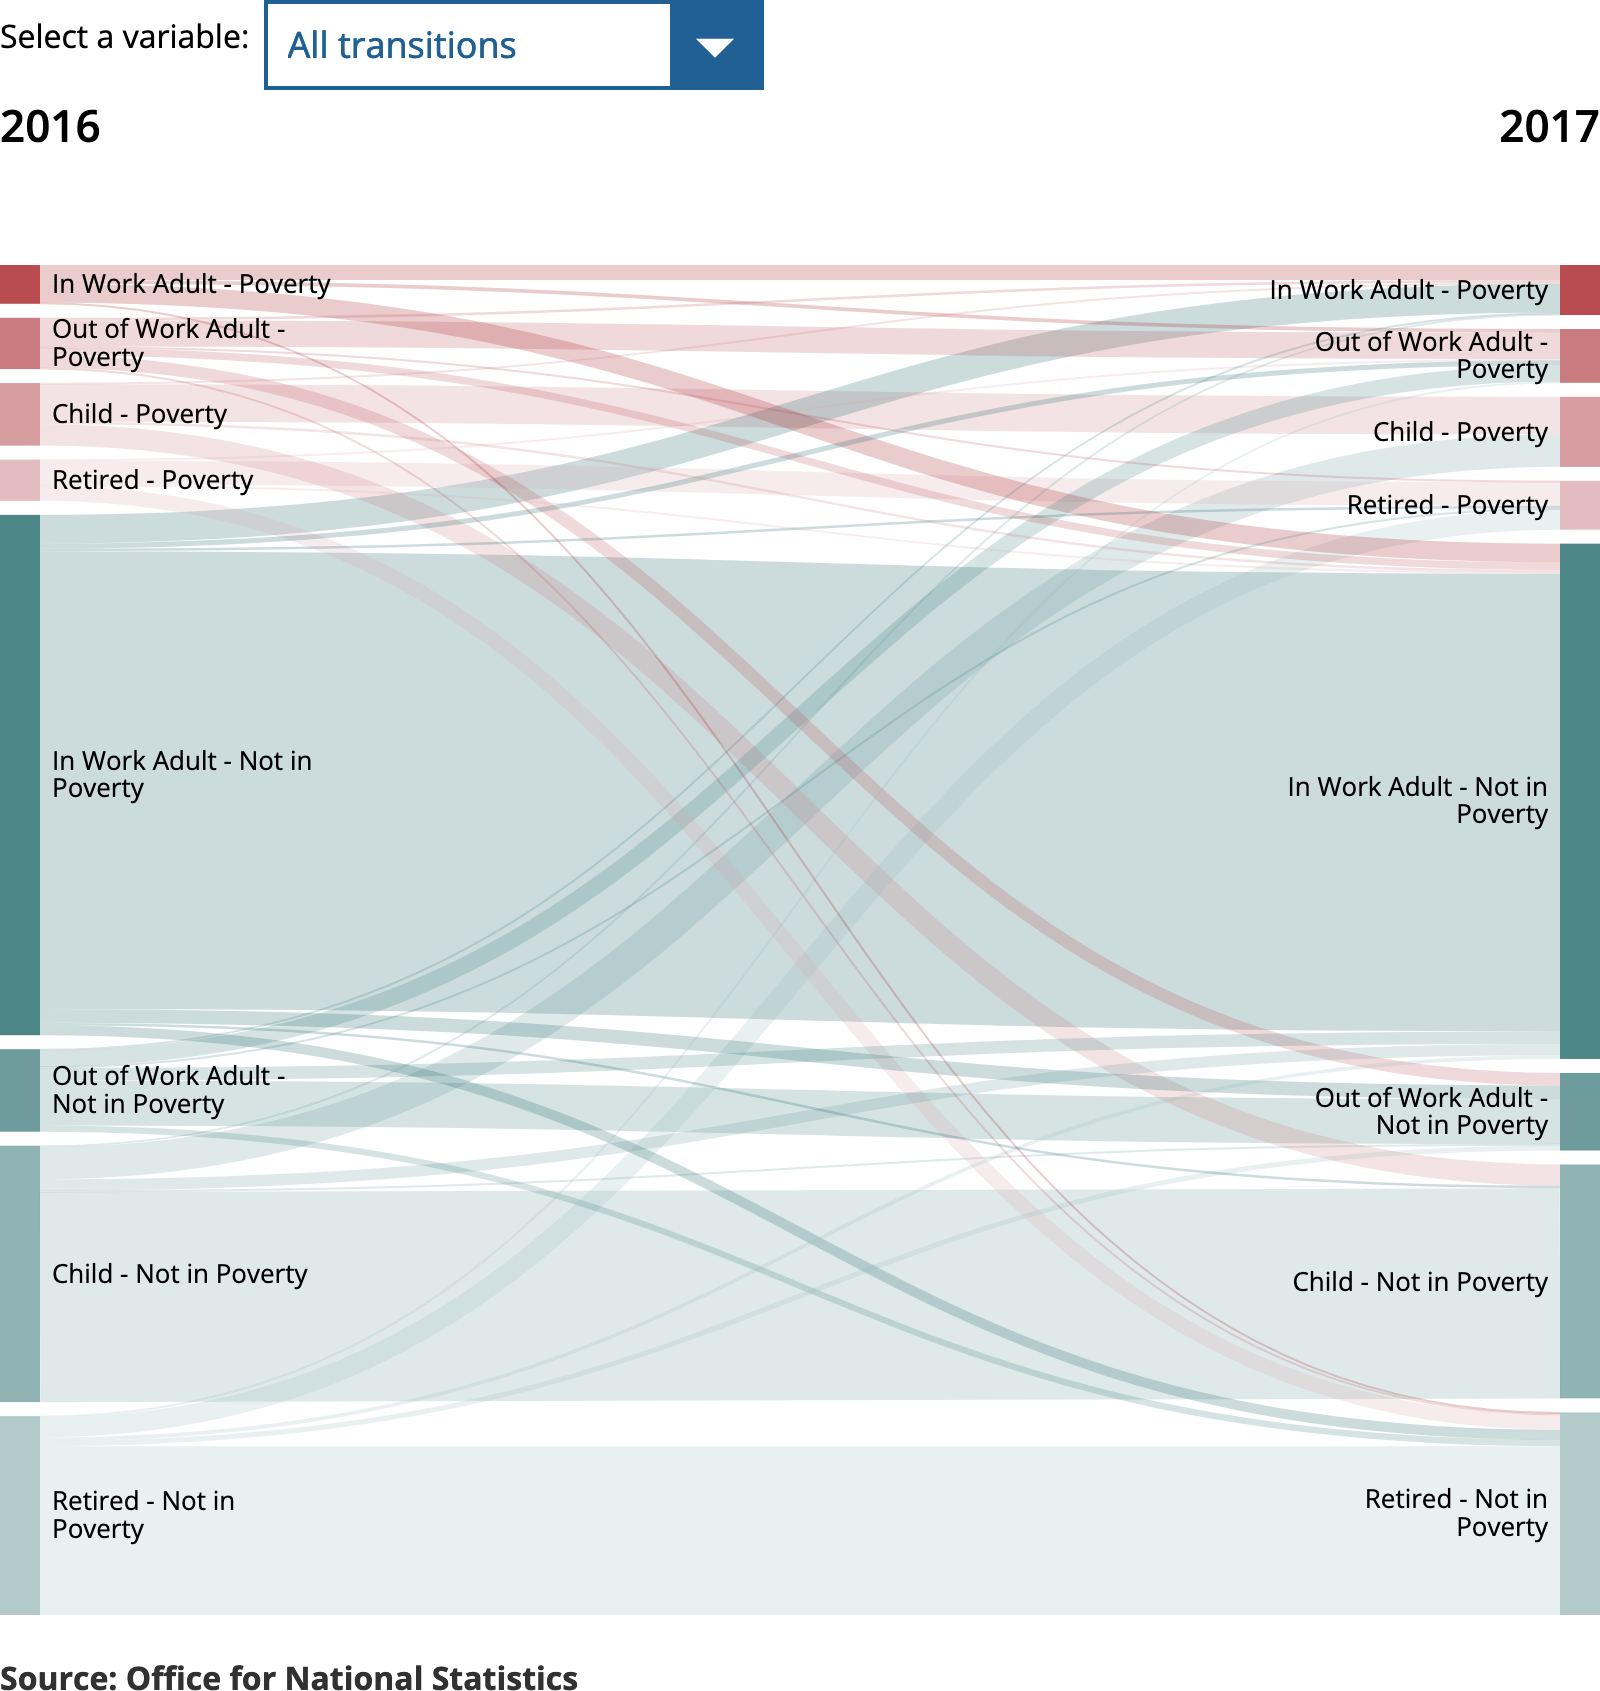 Select a variable:
All transitions
2016
2017
In Work Adult - Poverty
Out of Work Adult -
Poverty
Child - Poverty
Retired - Poverty
In Work Adult - Not in
Poverty
Out of Work Adult -
Not in Poverty
Child - Not in Poverty
Retired - Not in
Poverty
In Work Adult - Poverty
Out of Work Adult -
Poverty
Child - Poverty
Retired - Poverty
In Work Adult - Not in
Poverty
Out of Work Adult -
Not in Poverty
Child - Not in Poverty
Retired - Not in
Poverty
Source: Office for National Statistics